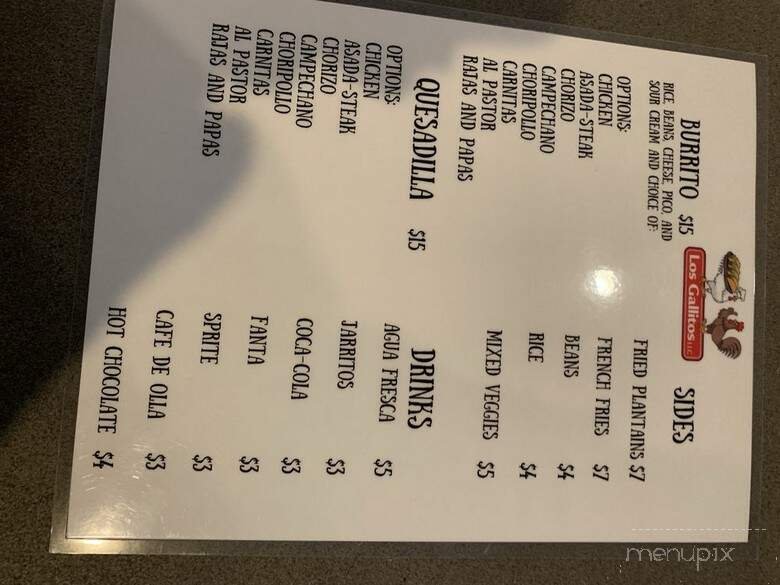 Los Gallitos LLC
BURRITO $15
RICE BEANS, CHEESE, PICO, AND
SOUR CREAM AND CHOICE OF:
OPTIONS:
CHICKEN
ASADA-STEAK
CHORIZO
CAMPECHANO
CHORIPOLLO
CARNITAS
AL PASTOR
RAJAS AND PAPAS
QUESADILLA $15
OPTIONS:
CHICKEN
ASADA-STEAK
CHORIZO
CAMPECHANO
CHORIPOLLO
CARNITAS
AL PASTOR
RAJAS AND PAPAS
SIDES
FRIED PLANTAINS $7
FRENCH FRIES $7
BEANS $4
RICE $4
MIXED VEGGIES $5
DRINKS
AGUA FRESCA $5
JARRITOS $3
COCA-COLA $3
FANTA $3
SPRITE $3
CAFE DE OLLA $3
HOT CHOCOLATE $4
menupix